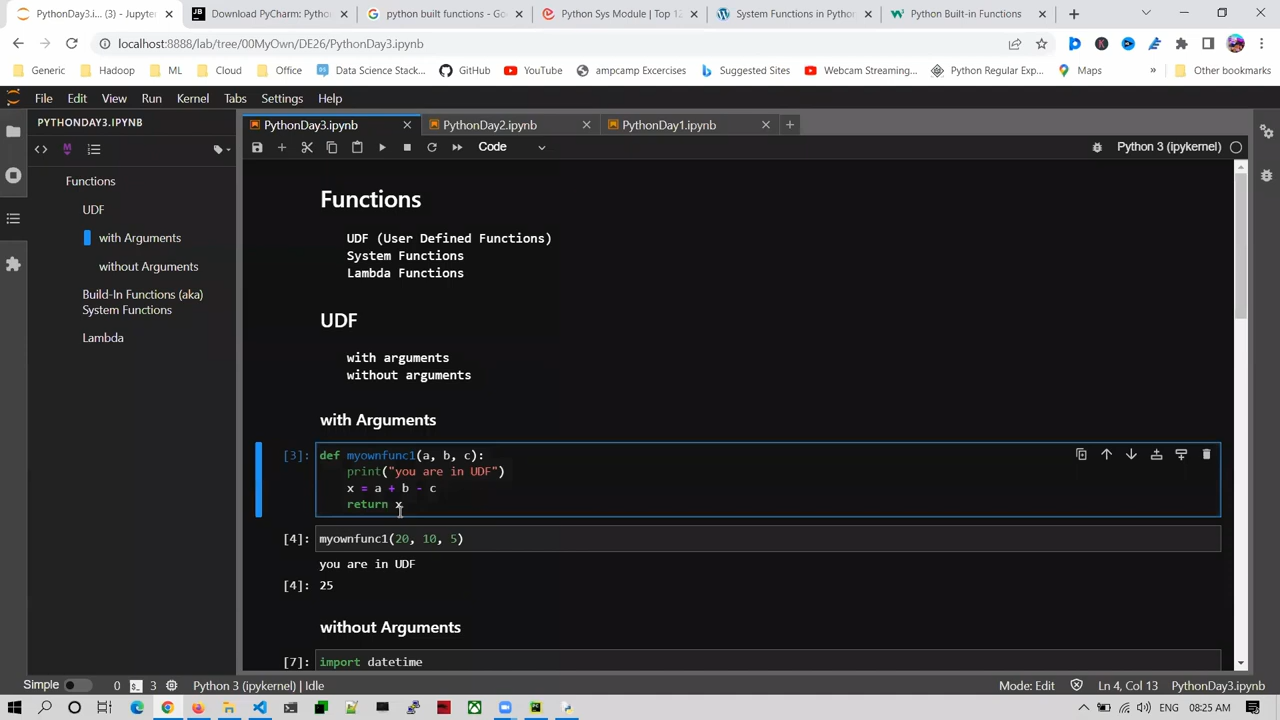 PythonDay3.i... (3) - Jupyter
Download PyCharm: Python
python built functions - Go
Python Sys Module | Top 12
System Functions in Python
Python Built-in Functions
localhost:8888/lab/tree/00MyOwn/DE26/PythonDay3.ipynb
Generic
Hadoop
ML
Cloud
Office
Data Science Stack...
GitHub
YouTube
ampcamp Excercises
Suggested Sites
Webcam Streaming...
Python Regular Exp...
Maps
»
Other bookmarks
File Edit View Run Kernel Tabs Settings Help
PYTHONDAY3.IPYNB
Functions
UDF
with Arguments
without Arguments
Build-In Functions (aka)
System Functions
Lambda
PythonDay3.ipynb
PythonDay2.ipynb
PythonDay1.ipynb
Code
Python 3 (ipykernel)
Functions
UDF (User Defined Functions)
System Functions
Lambda Functions
UDF
with arguments
without arguments
with Arguments
[3]: def myownfunc1(a, b, c):
print("you are in UDF")
x = a + b - c
return x
[4]: myownfunc1(20, 10, 5)
you are in UDF
[4]: 25
without Arguments
[7]: import datetime
Simple 0 3 Python 3 (ipykernel) | Idle
Mode: Edit Ln 4, Col 13 PythonDay3.ipynb
ENG 08:25 AM